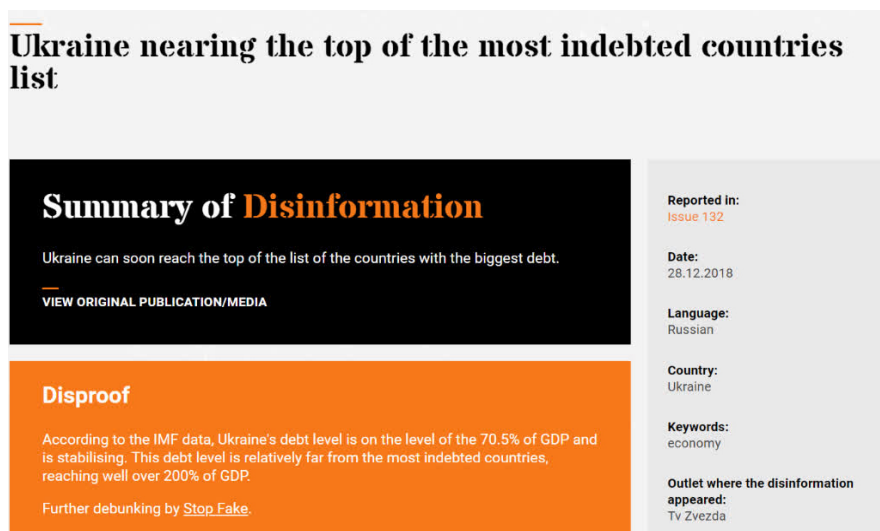 Ukraine nearing the top of the most indebted countries
list
Summary of Disinformation
Ukraine can soon reach the top of the list of the countries with the biggest debt.
VIEW ORIGINAL PUBLICATION/MEDIA
Disproof
According to the IMF data, Ukraine's debt level is on the level of the 70.5% of GDP and
is stabilising. This debt level is relatively far from the most indebted countries,
reaching well over 200% of GDP.
Further debunking by Stop Fake.
Reported in:
Issue 132
Date:
28.12.2018
Language:
Russian
Country:
Ukraine
Keywords:
economy
Outlet where the disinformation
appeared:
Tv Zvezda